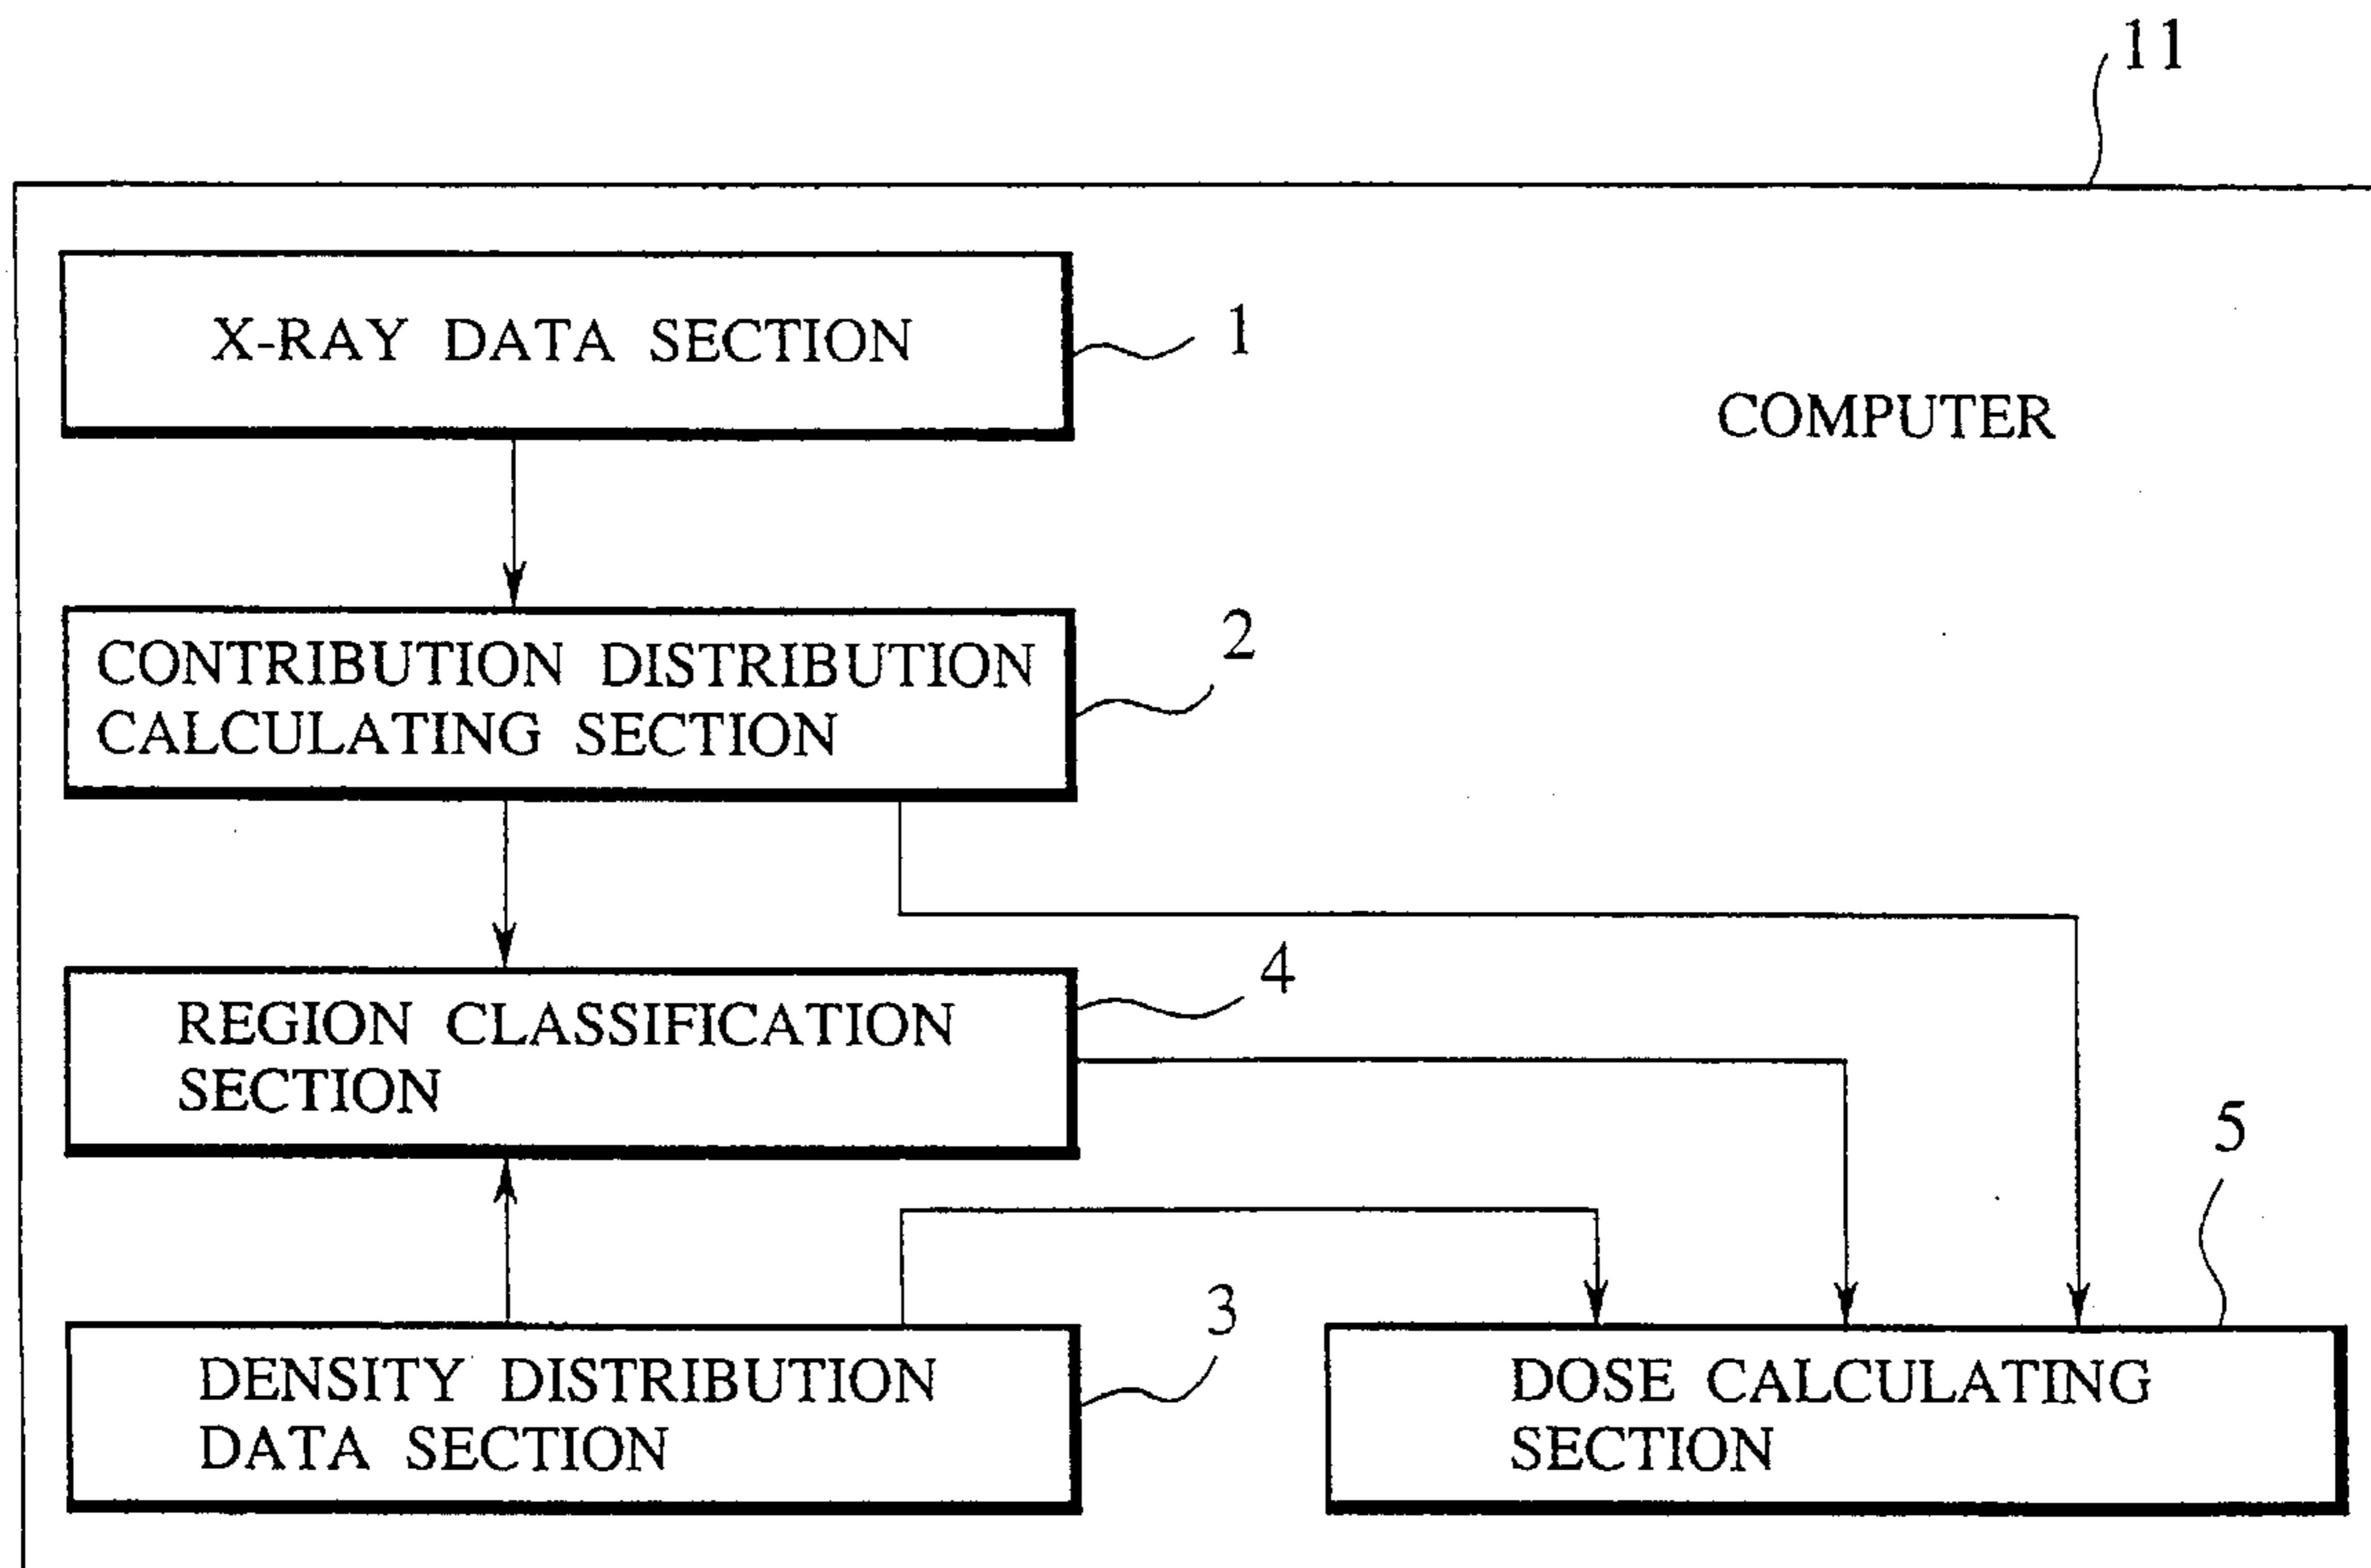 11
X-RAY DATA SECTION
1
COMPUTER
CONTRIBUTION DISTRIBUTION
CALCULATING SECTION
2
REGION CLASSIFICATION
SECTION
4
DENSITY DISTRIBUTION
DATA SECTION
3
DOSE CALCULATING
SECTION
5